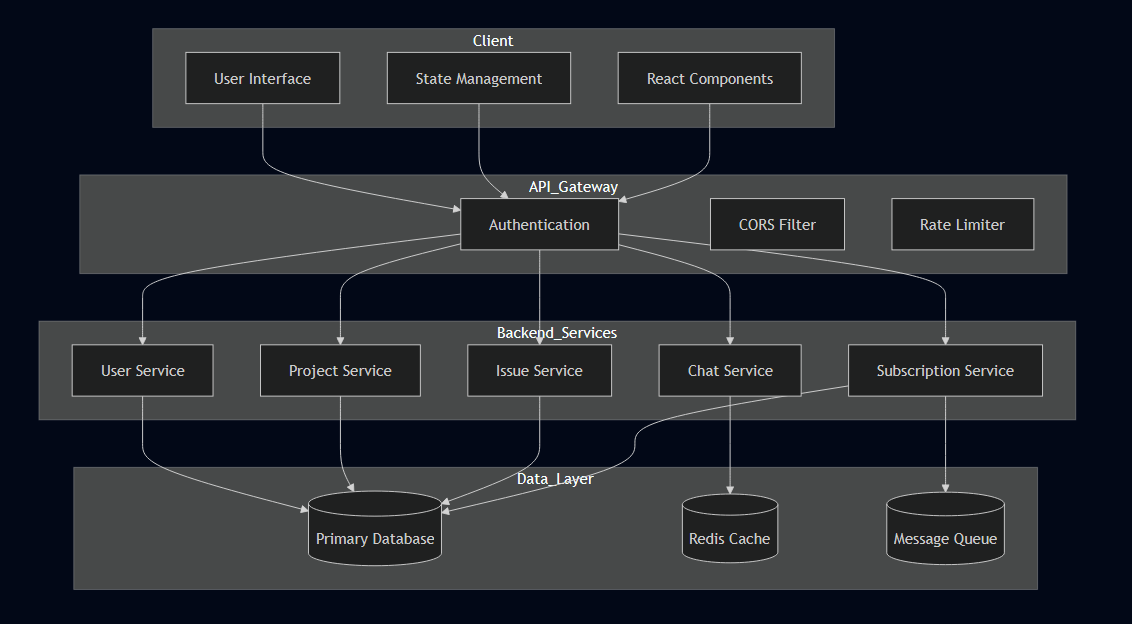 Client
User Interface
State Management
React Components
API_Gateway
Authentication
CORS Filter
Rate Limiter
Backend_Services
User Service
Project Service
Issue Service
Chat Service
Subscription Service
Data_Layer
Primary Database
Redis Cache
Message Queue